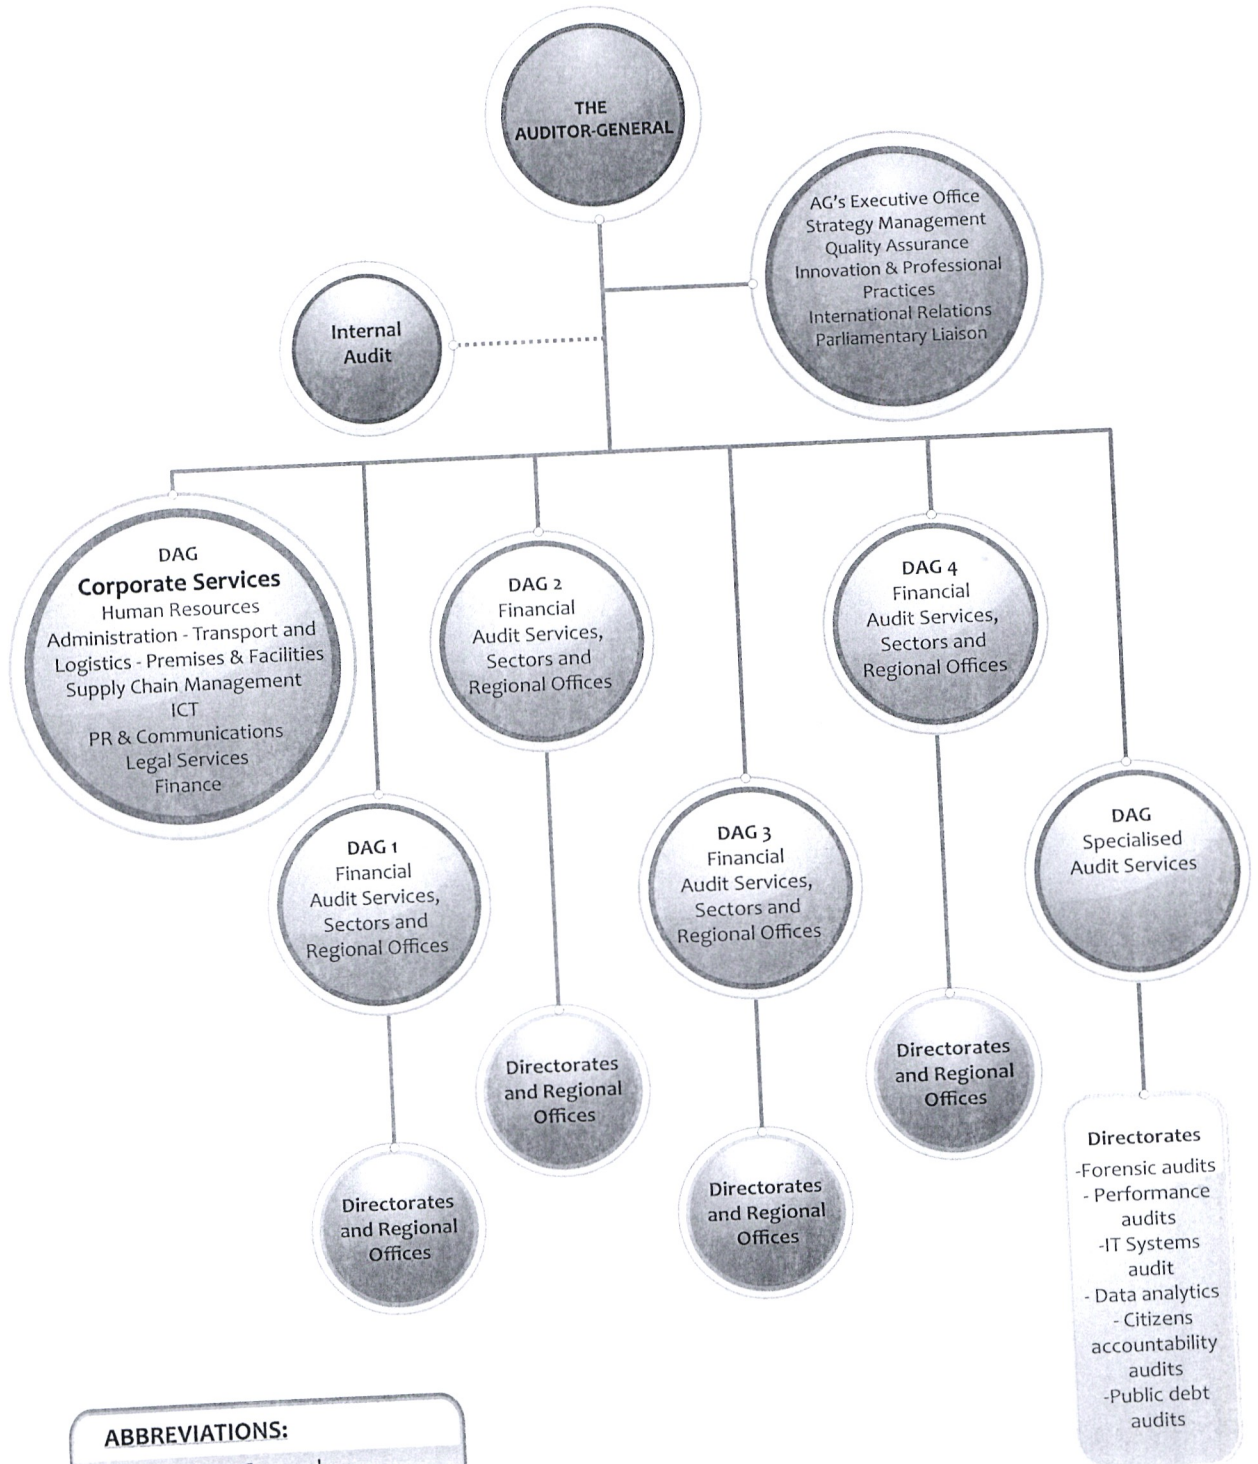 THE
AUDITOR-GENERAL
AG's Executive Office
Strategy Management
Quality Assurance
Innovation & Professional
Practices
International Relations
Parliamentary Liaison
Internal
Audit
DAG
Corporate Services
Human Resources
Administration - Transport and
Logistics - Premises & Facilities
Supply Chain Management
ICT
PR & Communications
Legal Services
Finance
DAG 1
Financial
Audit Services,
Sectors and
Regional Offices
DAG 2
Financial
Audit Services,
Sectors and
Regional Offices
DAG 3
Financial
Audit Services,
Sectors and
Regional Offices
DAG 4
Financial
Audit Services,
Sectors and
Regional Offices
DAG
Specialised
Audit Services
Directorates
and Regional
Offices
Directorates
and Regional
Offices
Directorates
and Regional
Offices
Directorates
and Regional
Offices
Directorates
-Forensic audits
- Performance
audits
-IT Systems
audit
- Data analytics
- Citizens
accountability
audits
-Public debt
audits
ABBREVIATIONS: